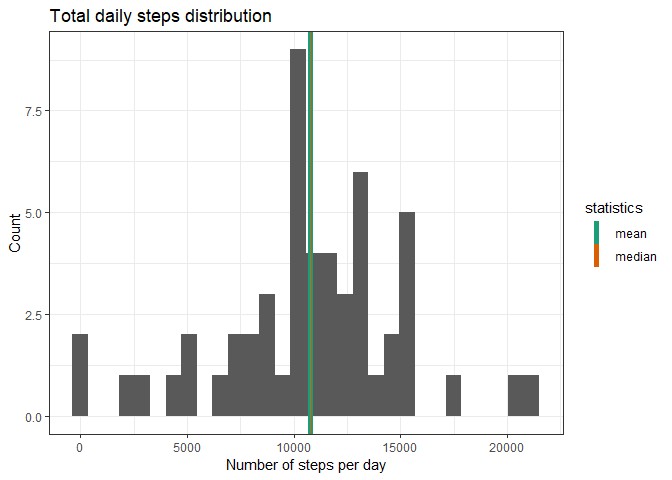 Total daily steps distribution
Count
7.5
5.0
2.5
0.0
0 5000 10000 15000 20000
Number of steps per day
statistics
mean
median